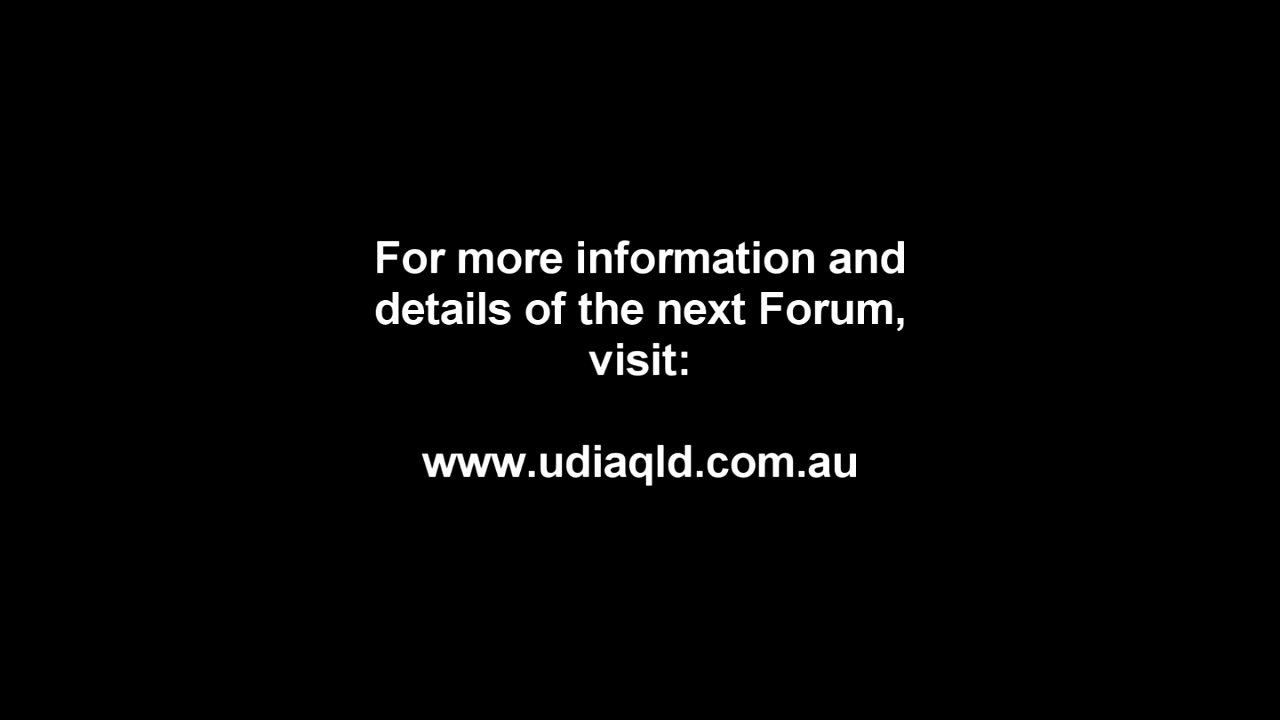 For more information and
details of the next Forum,
visit:
www.udiaqld.com.au